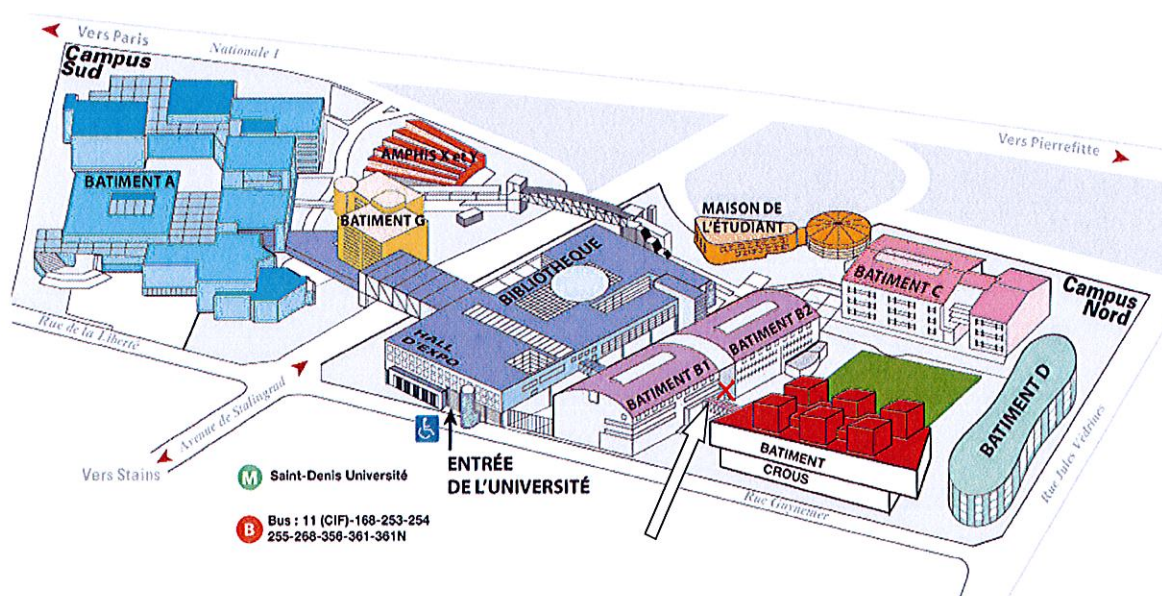 Vers Paris
Nationale 1
Campus
Sud
Vers Pierrefitte
AMPHIS X et Y
BATIMENT A
BATIMENT G
MAISON DE
L'ÉTUDIANT
BIBLIOTHEQUE
BATIMENT C
Campus
Nord
Rue de la Liberté
HALL
D'EXPO
BATIMENT B2
BATIMENT B1
BATIMENT D
Avenue de Stalingrad
Vers Stains
ENTRÉE
DE L'UNIVERSITÉ
BATIMENT
CROUS
Rue Jules Védrines
Rue Guynemer
M Saint-Denis Université
B Bus : 11 (CIF)-168-253-254
255-268-356-361-361N